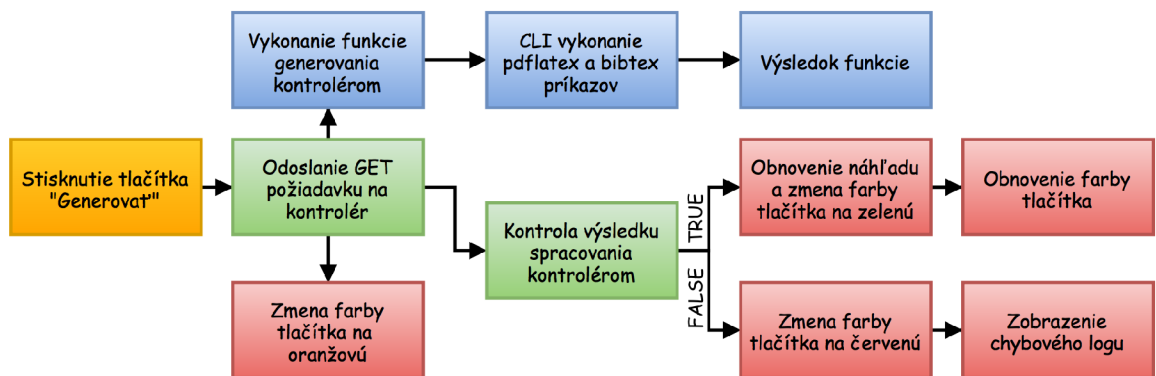 Vykonanie funkcie
generovania
kontrolérom
CLI vykonanie
pdflatex a bibtex
príkazov
Výsledok funkcie
Stisknutie tlačítka
"Generovať"
Odoslanie GET
požiadavku na
kontrolér
Kontrola výsledku
spracovania
kontrolérom
TRUE
FALSE
Obnovenie náhľadu
a zmena farby
tlačítka na zelenú
Obnovenie farby
tlačítka
Zmena farby
tlačítka na
oranžovú
Zmena farby
tlačítka na červenú
Zobrazenie
chybového logu